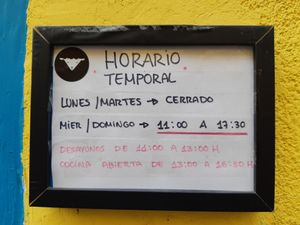 HORARIO
TEMPORAL
LUNES / MARTES → CERRADO
MIER / DOMINGO → 11:00 A 17:30
DESAYUNOS DE 11:00 A 13:00 H
COCINA ABIERTA DE 13:00 A 16:30 H.